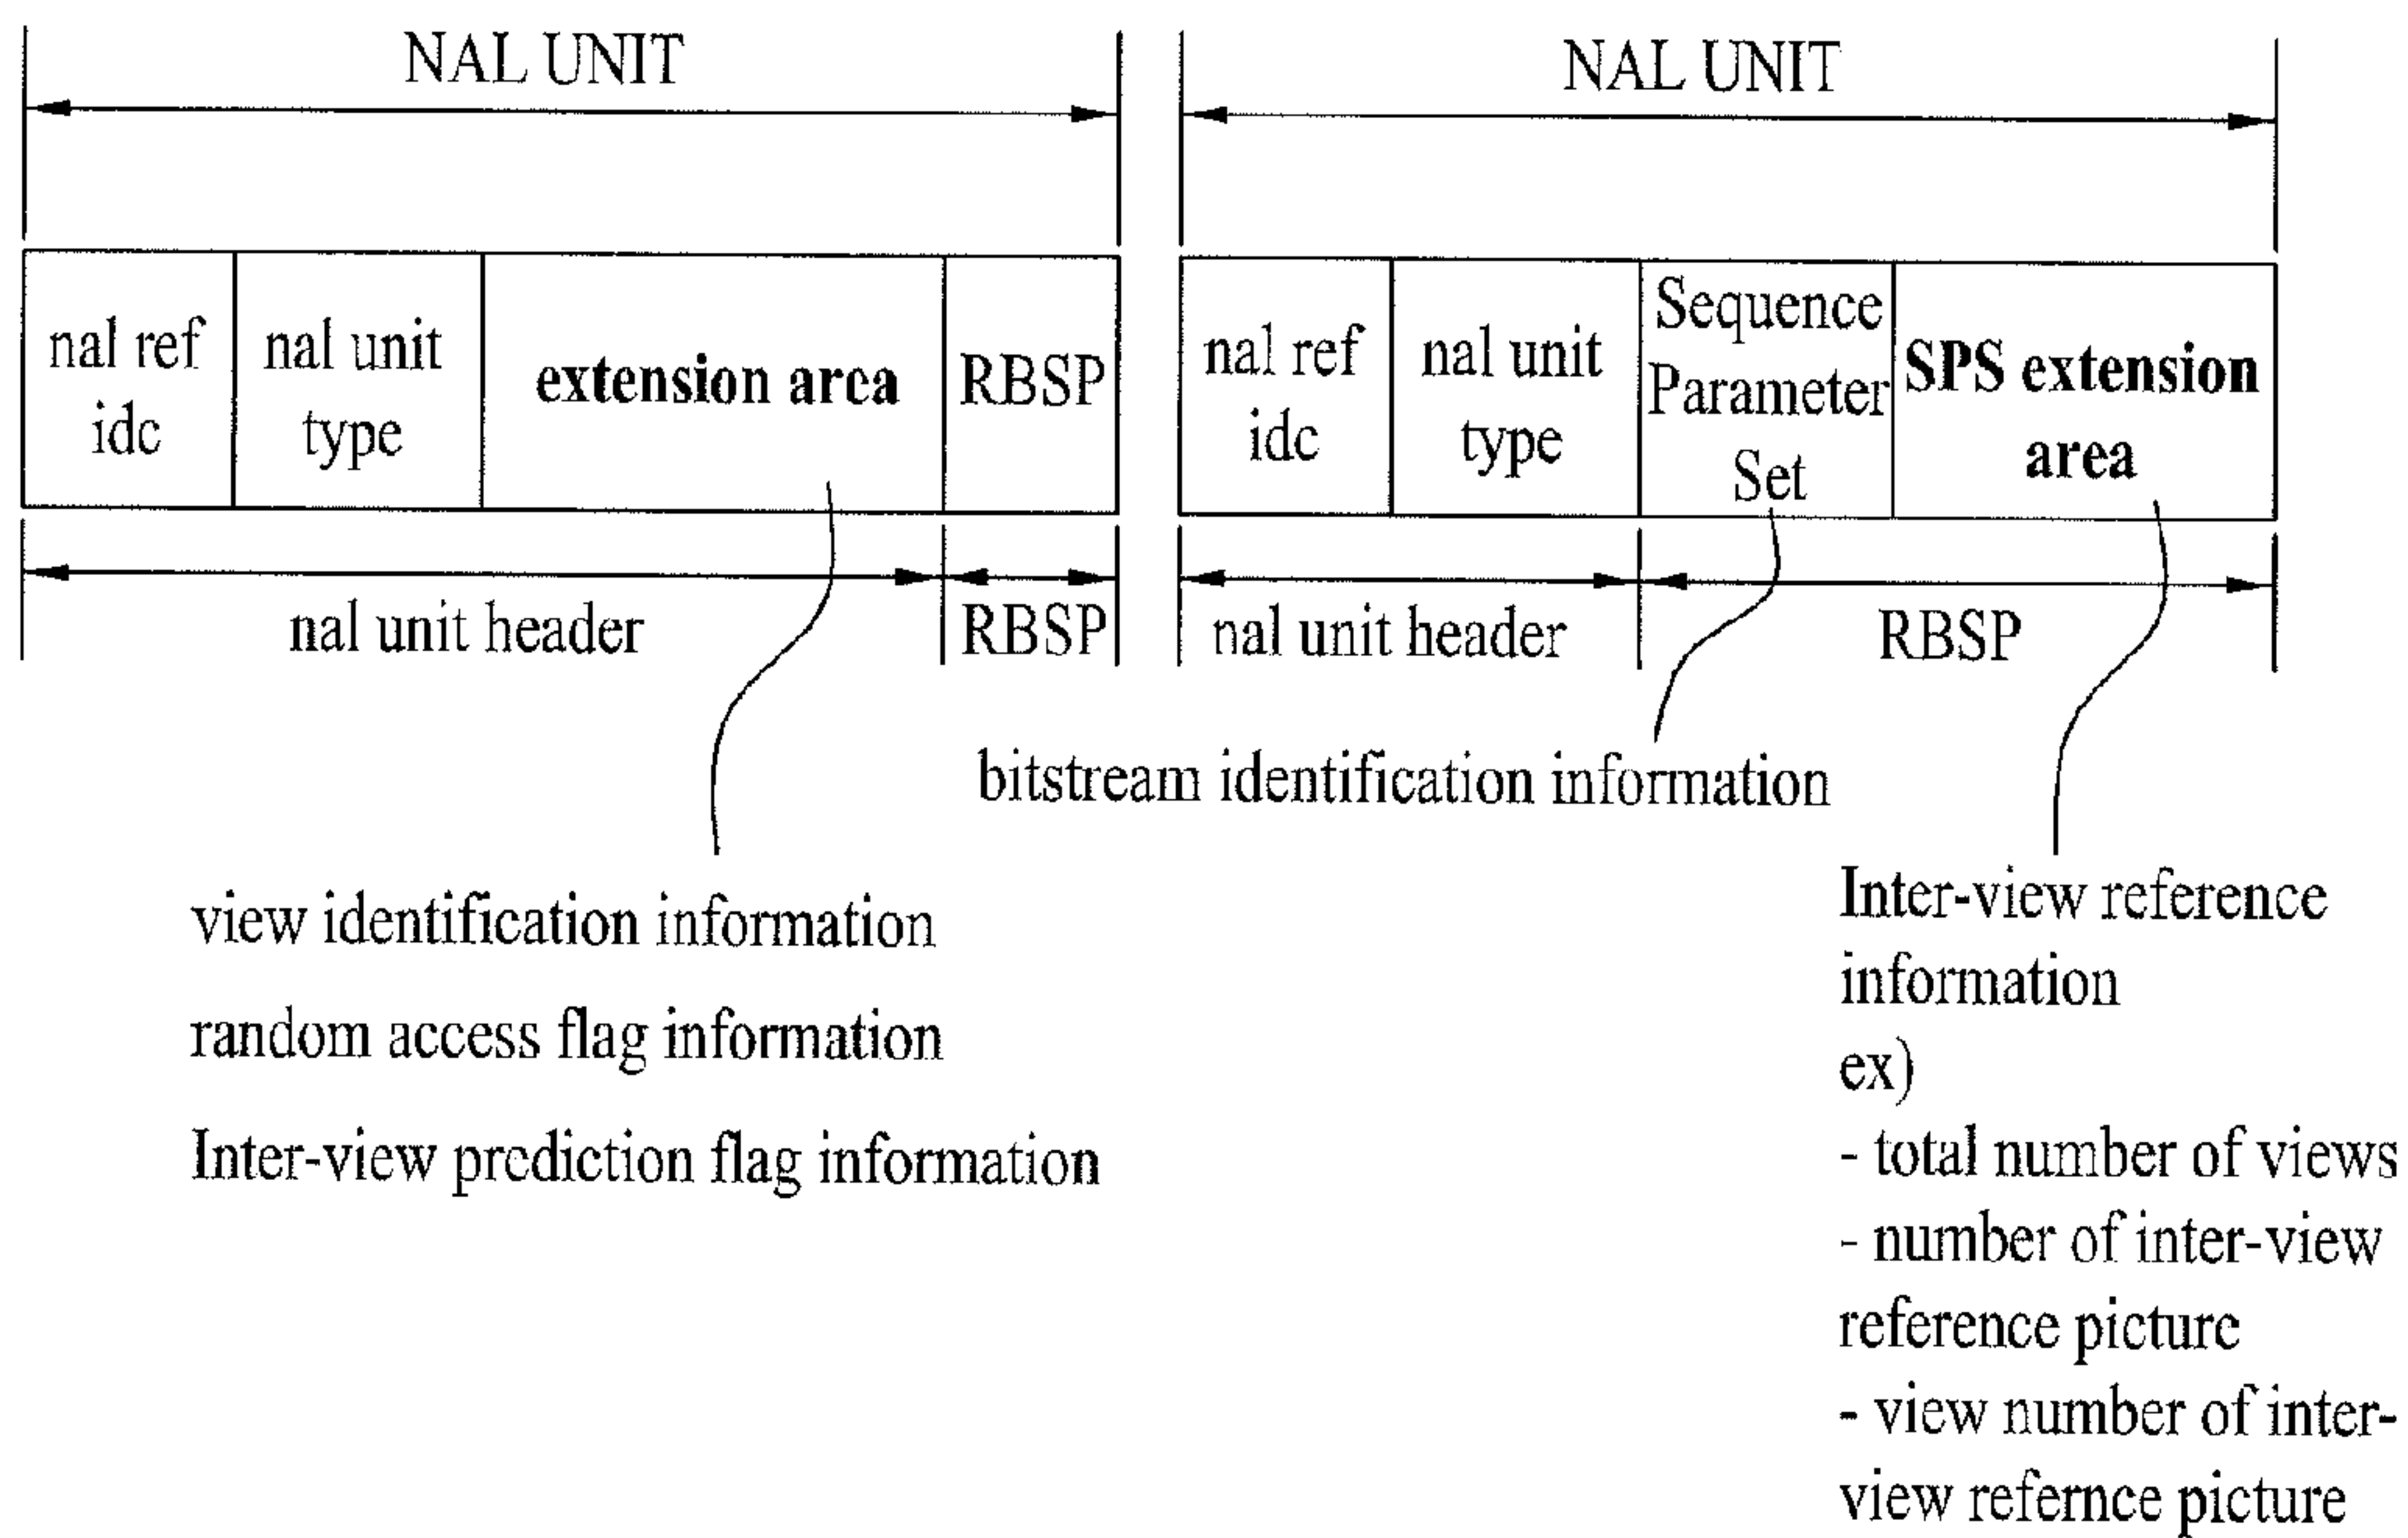 NAL UNIT
NAL UNIT
nal ref
idc
nal unit
type
extension area
RBSP
nal ref
idc
nal unit
type
Sequence
Parameter
Set
SPS extension
area
nal unit header
RBSP
nal unit header
RBSP
bitstream identification information
view identification information
random access flag information
Inter-view prediction flag information
Inter-view reference
information
ex)
- total number of views
- number of inter-view
reference picture
- view number of inter-
view refernce picture